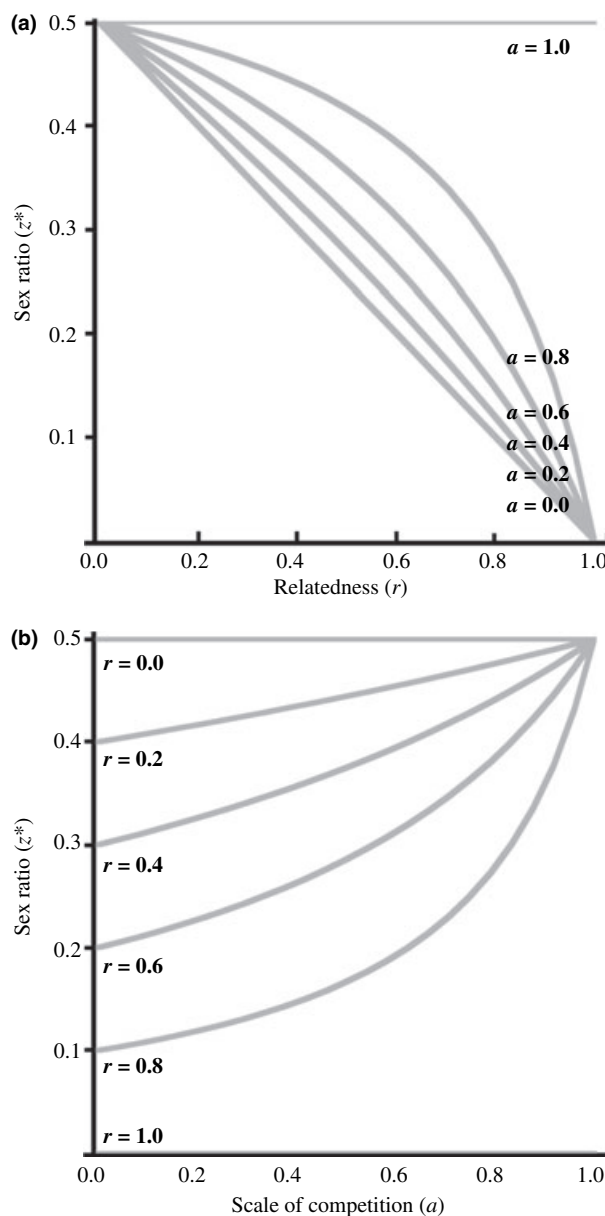 (a)
0.5
a = 1.0
0.4
0.3
Sex ratio (z*)
0.2
a = 0.8
a = 0.6
0.1
a = 0.4
a = 0.2
a = 0.0
0.0 0.2 0.4 0.6 0.8 1.0
Relatedness (r)
(b)
0.5
r = 0.0
0.4
r = 0.2
0.3
r = 0.4
Sex ratio (z*)
0.2
r = 0.6
0.1
r = 0.8
r = 1.0
0.0 0.2 0.4 0.6 0.8 1.0
Scale of competition (a)